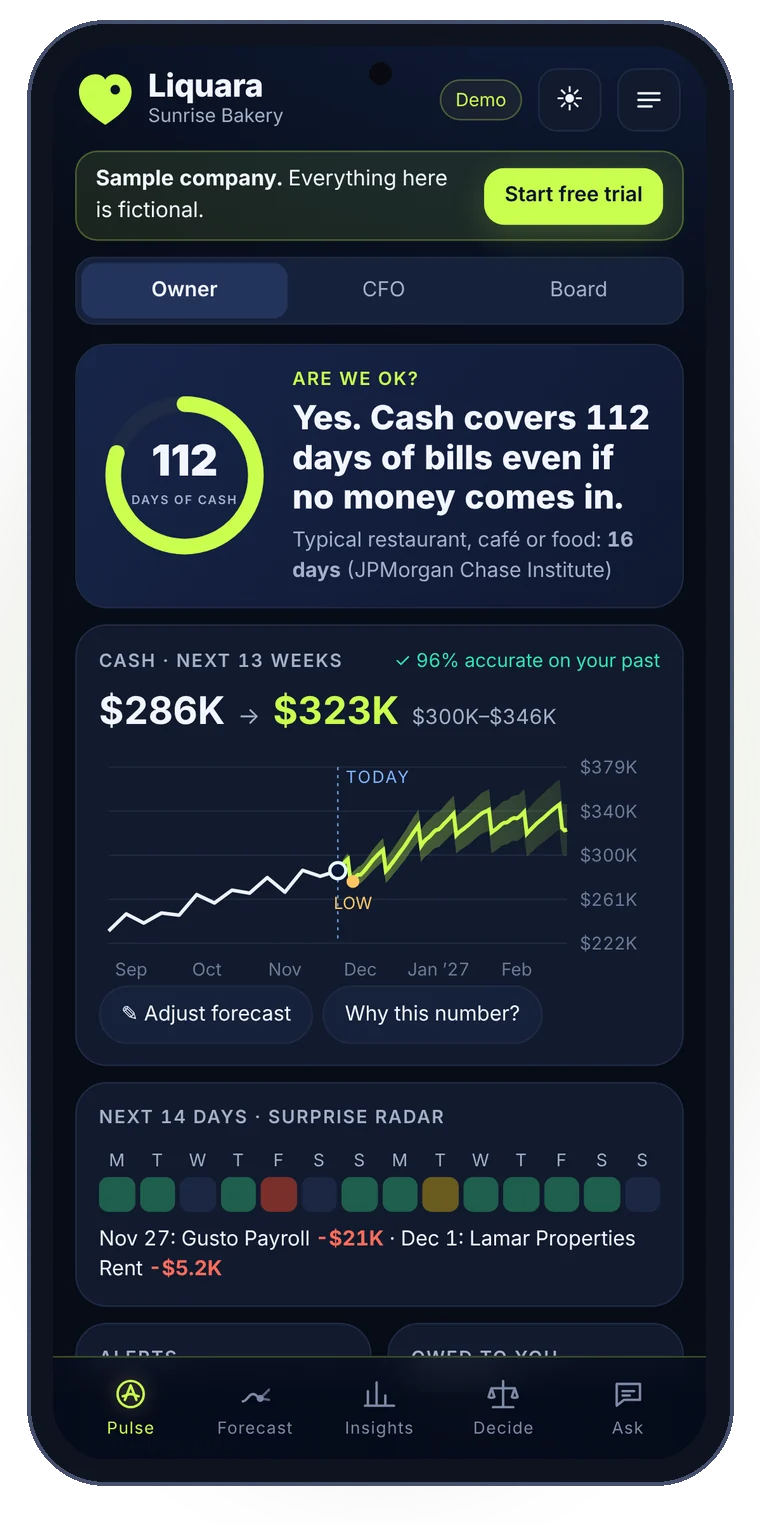 Liquara
Sunrise Bakery
Demo
Sample company. Everything here
is fictional.
Start free trial
Owner
CFO
Board
ARE WE OK?
Yes. Cash covers 112
days of bills even if
no money comes in.
112
DAYS OF CASH
Typical restaurant, café or food: 16
days (JPMorgan Chase Institute)
CASH · NEXT 13 WEEKS
✓ 96% accurate on your past
$286K → $323K $300K–$346K
TODAY
LOW
$379K
$340K
$300K
$261K
$222K
Sep Oct Nov Dec Jan ’27 Feb
✎ Adjust forecast
Why this number?
NEXT 14 DAYS · SURPRISE RADAR
M T W T F S S M T W T F S S
Nov 27: Gusto Payroll -$21K · Dec 1: Lamar Properties
Rent -$5.2K
ALERTS
OWED TO YOU
Pulse
Forecast
Insights
Decide
Ask